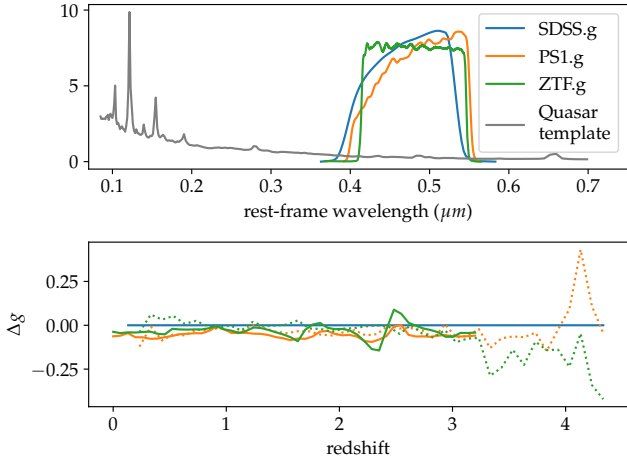 10
5
0
SDSS.g
PS1.g
ZTF.g
Quasar
template
0.1 0.2 0.3 0.4 0.5 0.6 0.7
rest-frame wavelength (μm)
0.25
0.00
−0.25
Δg
0 1 2 3 4
redshift